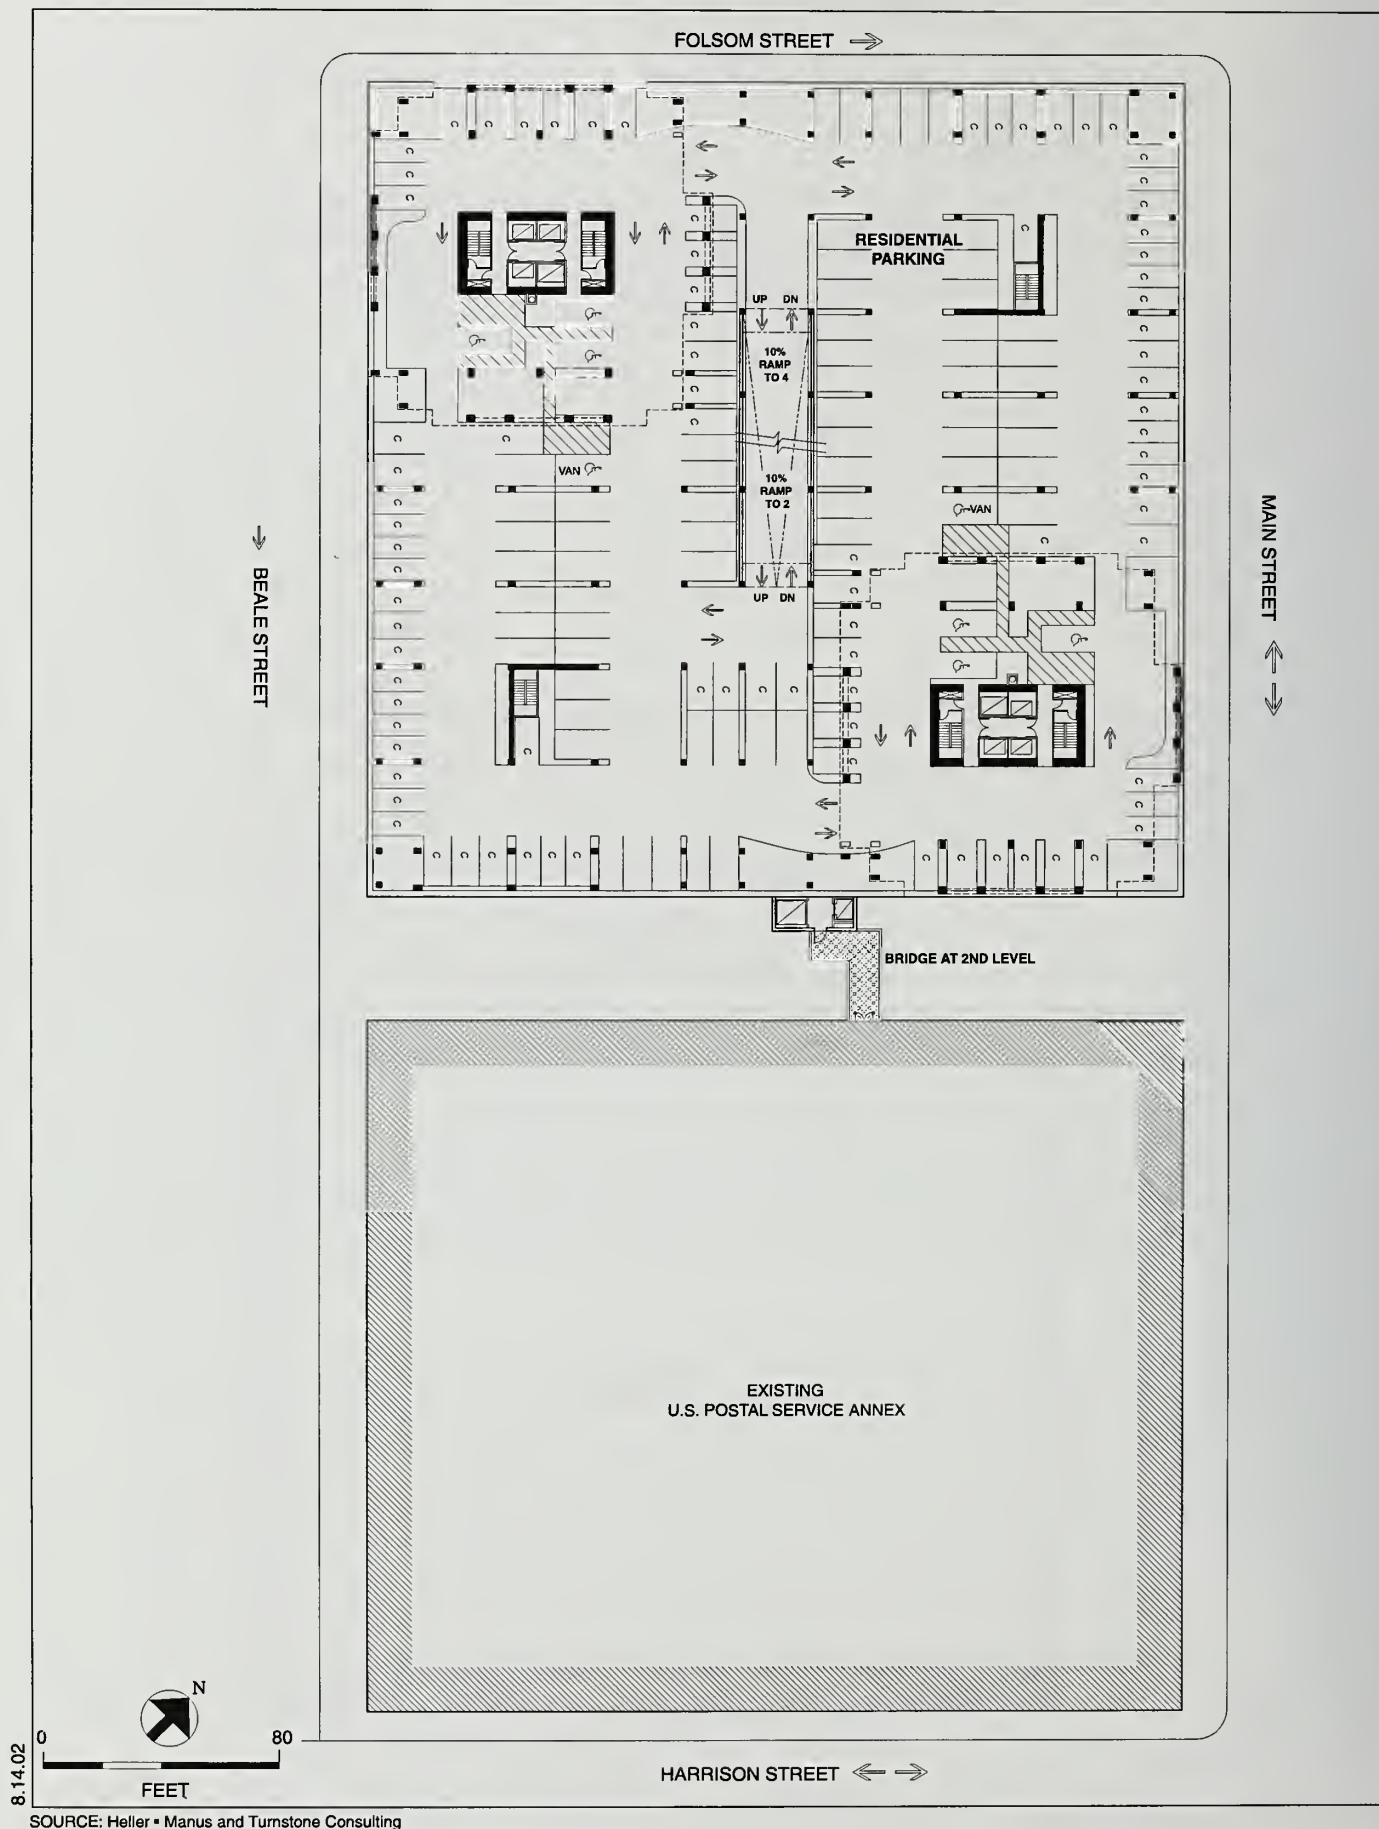 FOLSOM STREET
RESIDENTIAL
PARKING
UP DN
10%
RAMP
TO 4
10%
RAMP
TO 2
UP DN
VAN
VAN
BEALE STREET
MAIN STREET
BRIDGE AT 2ND LEVEL
EXISTING
U.S. POSTAL SERVICE ANNEX
N
0 80
FEET
HARRISON STREET
8.14.02
SOURCE: Heller ▪ Manus and Turnstone Consulting